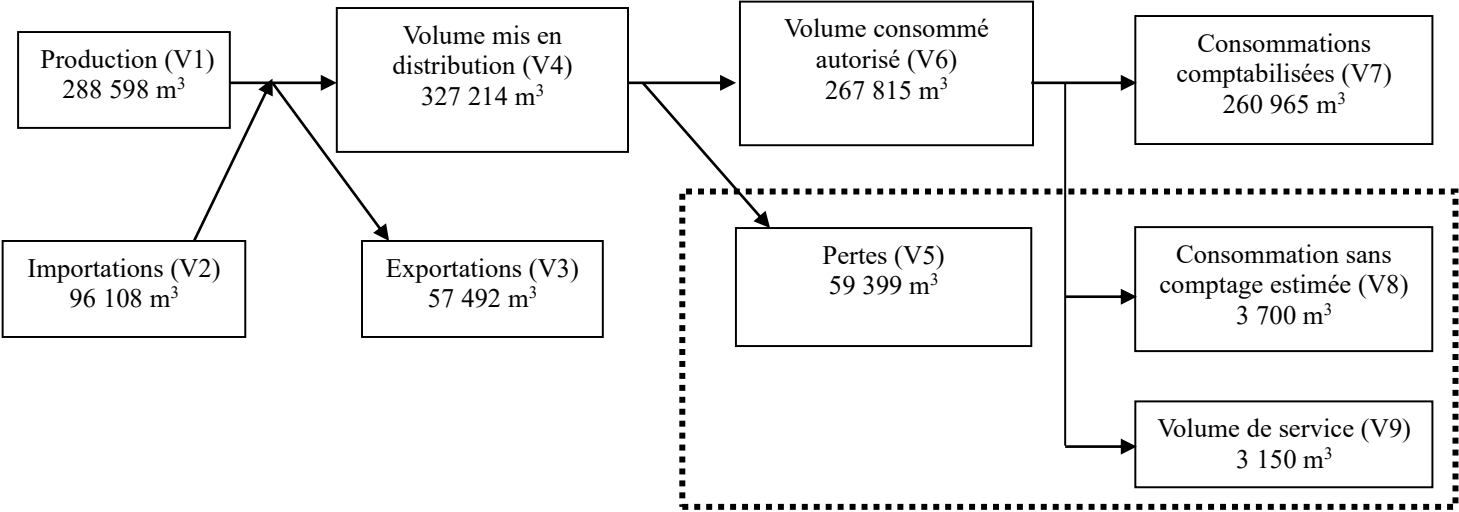 Production (V1)
288 598 m³
Volume mis en
distribution (V4)
327 214 m³
Volume consommé
autorisé (V6)
267 815 m³
Consommations
comptabilisées (V7)
260 965 m³
Importations (V2)
96 108 m³
Exportations (V3)
57 492 m³
Pertes (V5)
59 399 m³
Consommation sans
comptage estimée (V8)
3 700 m³
Volume de service (V9)
3 150 m³